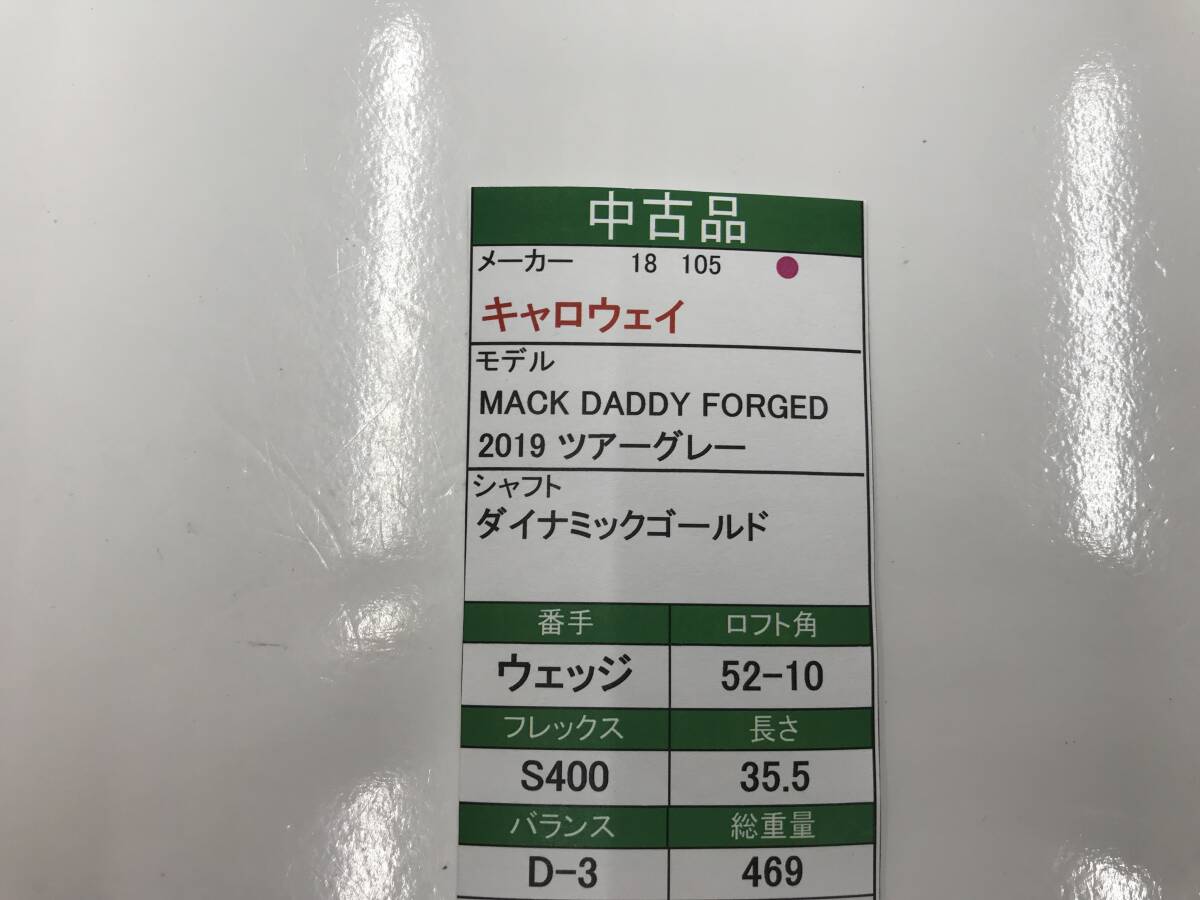 中古品
メーカー 18 105
キャロウェイ
モデル
MACK DADDY FORGED
2019 ツアーグレー
シャフト
ダイナミックゴールド
番手 ロフト角
ウェッジ 52-10
フレックス 長さ
S400 35.5
バランス 総重量
D-3 469